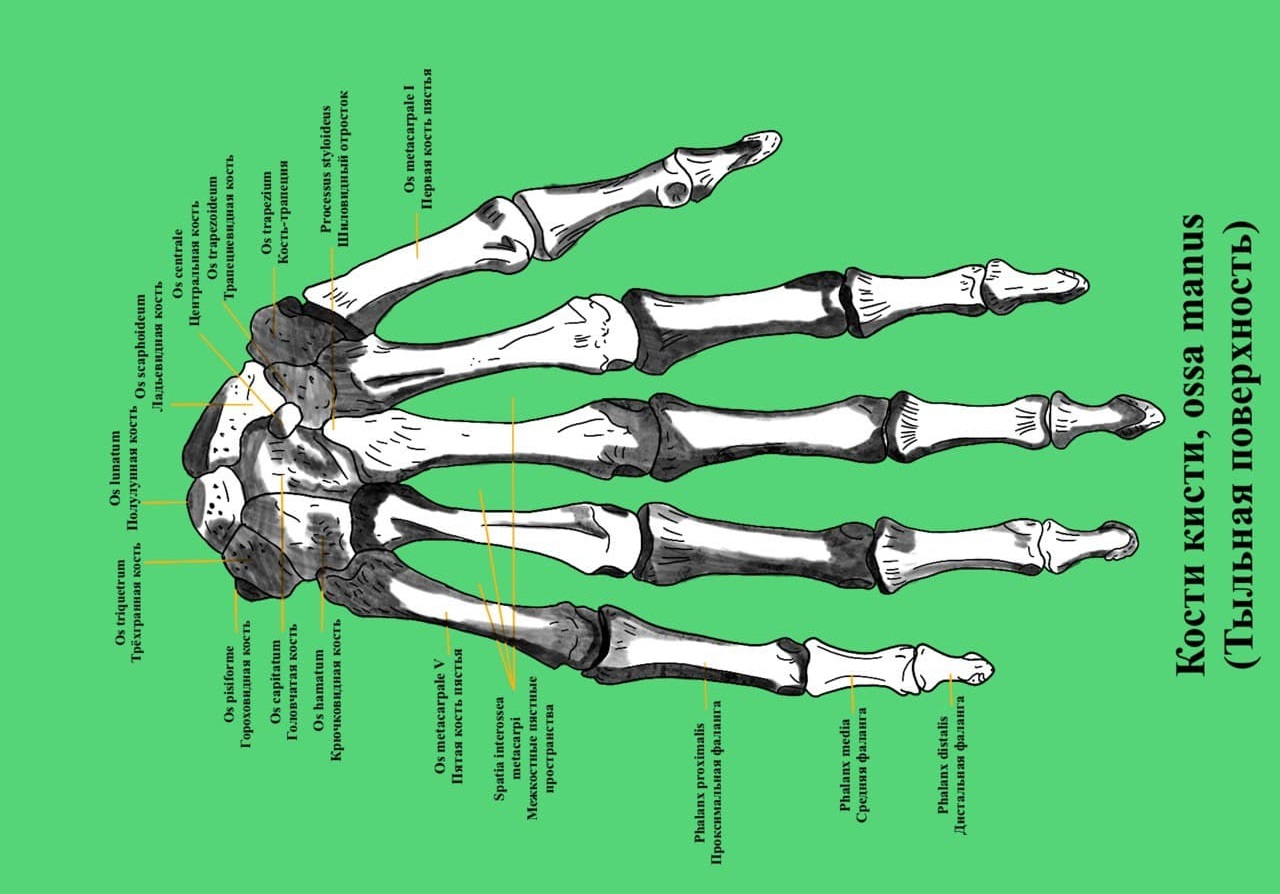 Os metacarpale I
Первая кость пястья
Processus styloideus
Шиловидный отросток
Os trapezium
Кость-трапеция
Os trapezoideum
Трапециевидная кость
Os centrale
Центральная кость
Os scaphoideum
Ладьевидная кость
Os lunatum
Полулунная кость
Os triquetrum
Трёхгранная кость
Os pisiforme
Гороховидная кость
Os capitatum
Головчатая кость
Os hamatum
Крючковидная кость
Os metacarpale V
Пятая кость пястья
Spatia interossea
metacarpi
Межкостные пястные
пространства
Phalanx proximalis
Проксимальная фаланга
Phalanx media
Средняя фаланга
Phalanx distalis
Дистальная фаланга
Кости кисти, ossa manus
(Тыльная поверхность)